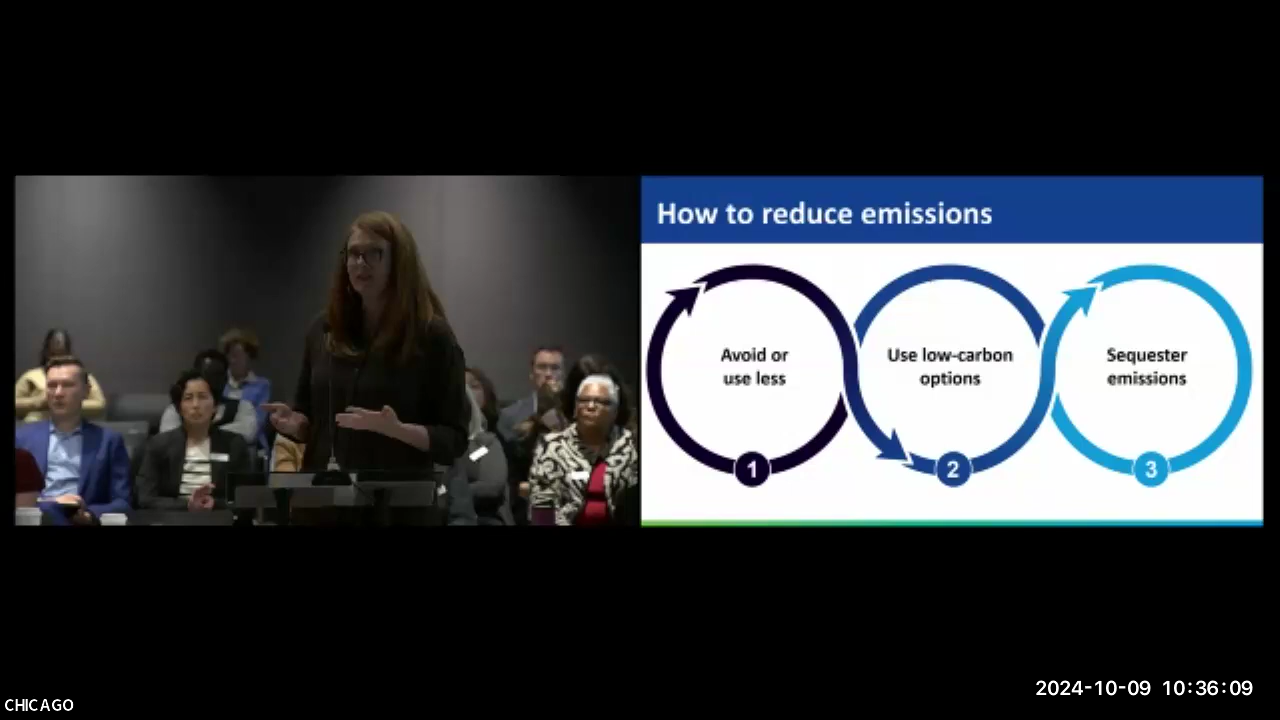 How to reduce emissions
Avoid or
use less
Use low-carbon
options
Sequester
emissions
1
2
3
2024-10-09 10:36:09
CHICAGO